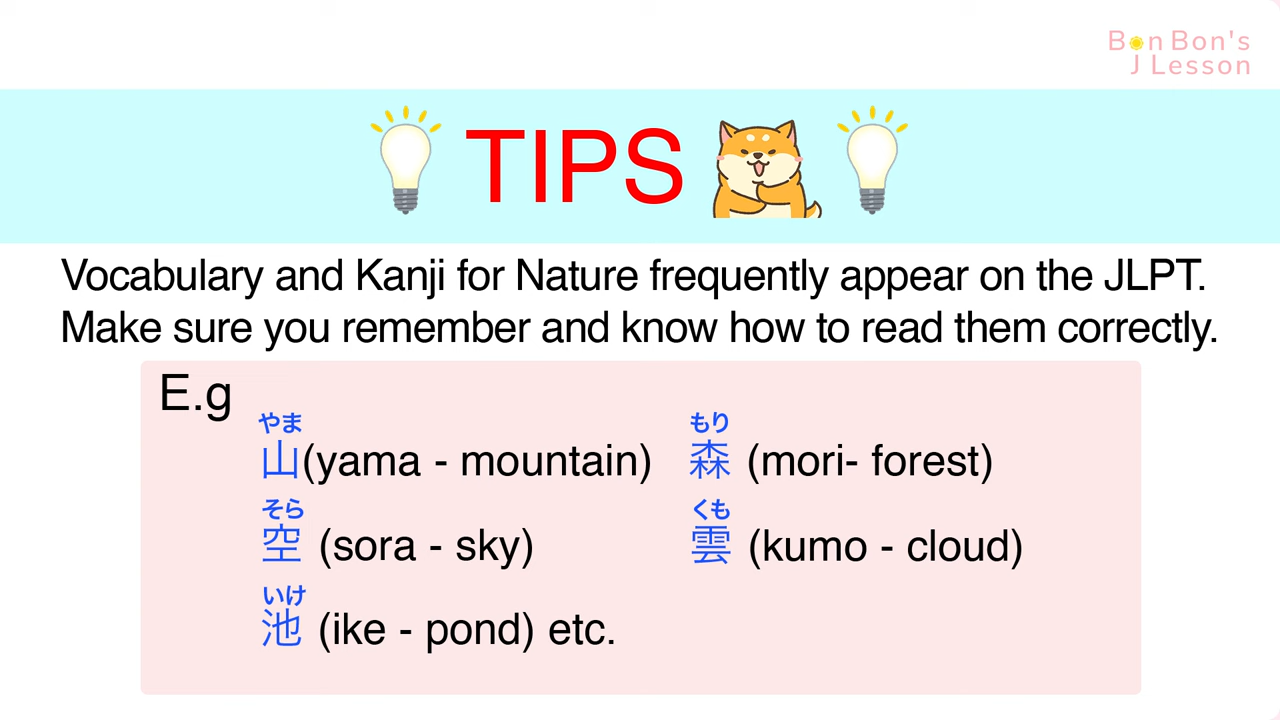 Bon Bon's
J Lesson
TIPS
Vocabulary and Kanji for Nature frequently appear on the JLPT.
Make sure you remember and know how to read them correctly.
E.g
やま
山(yama - mountain)
もり
森 (mori- forest)
そら
空 (sora - sky)
くも
雲 (kumo - cloud)
いけ
池 (ike - pond) etc.